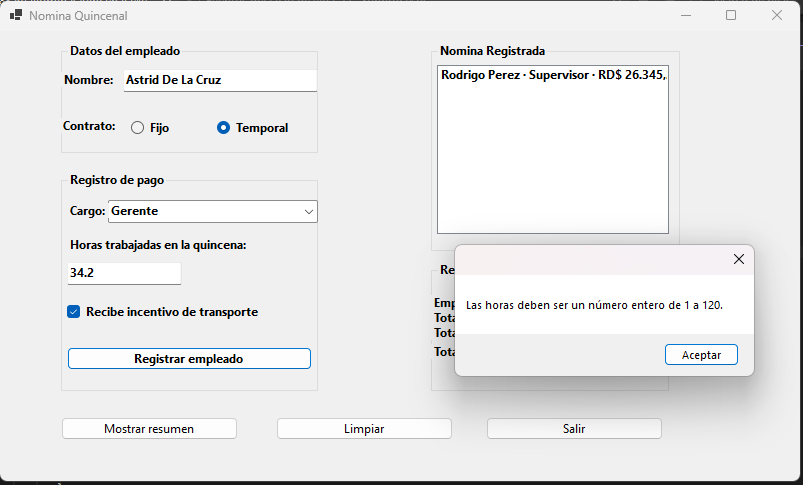 Nomina Quincenal
Datos del empleado
Nombre: Astrid De La Cruz
Contrato: Fijo Temporal
Registro de pago
Cargo: Gerente
Horas trabajadas en la quincena:
34.2
Recibe incentivo de transporte
Registrar empleado
Nomina Registrada
Rodrigo Perez · Supervisor · RD$ 26.345,
Las horas deben ser un número entero de 1 a 120.
Aceptar
Mostrar resumen Limpiar Salir